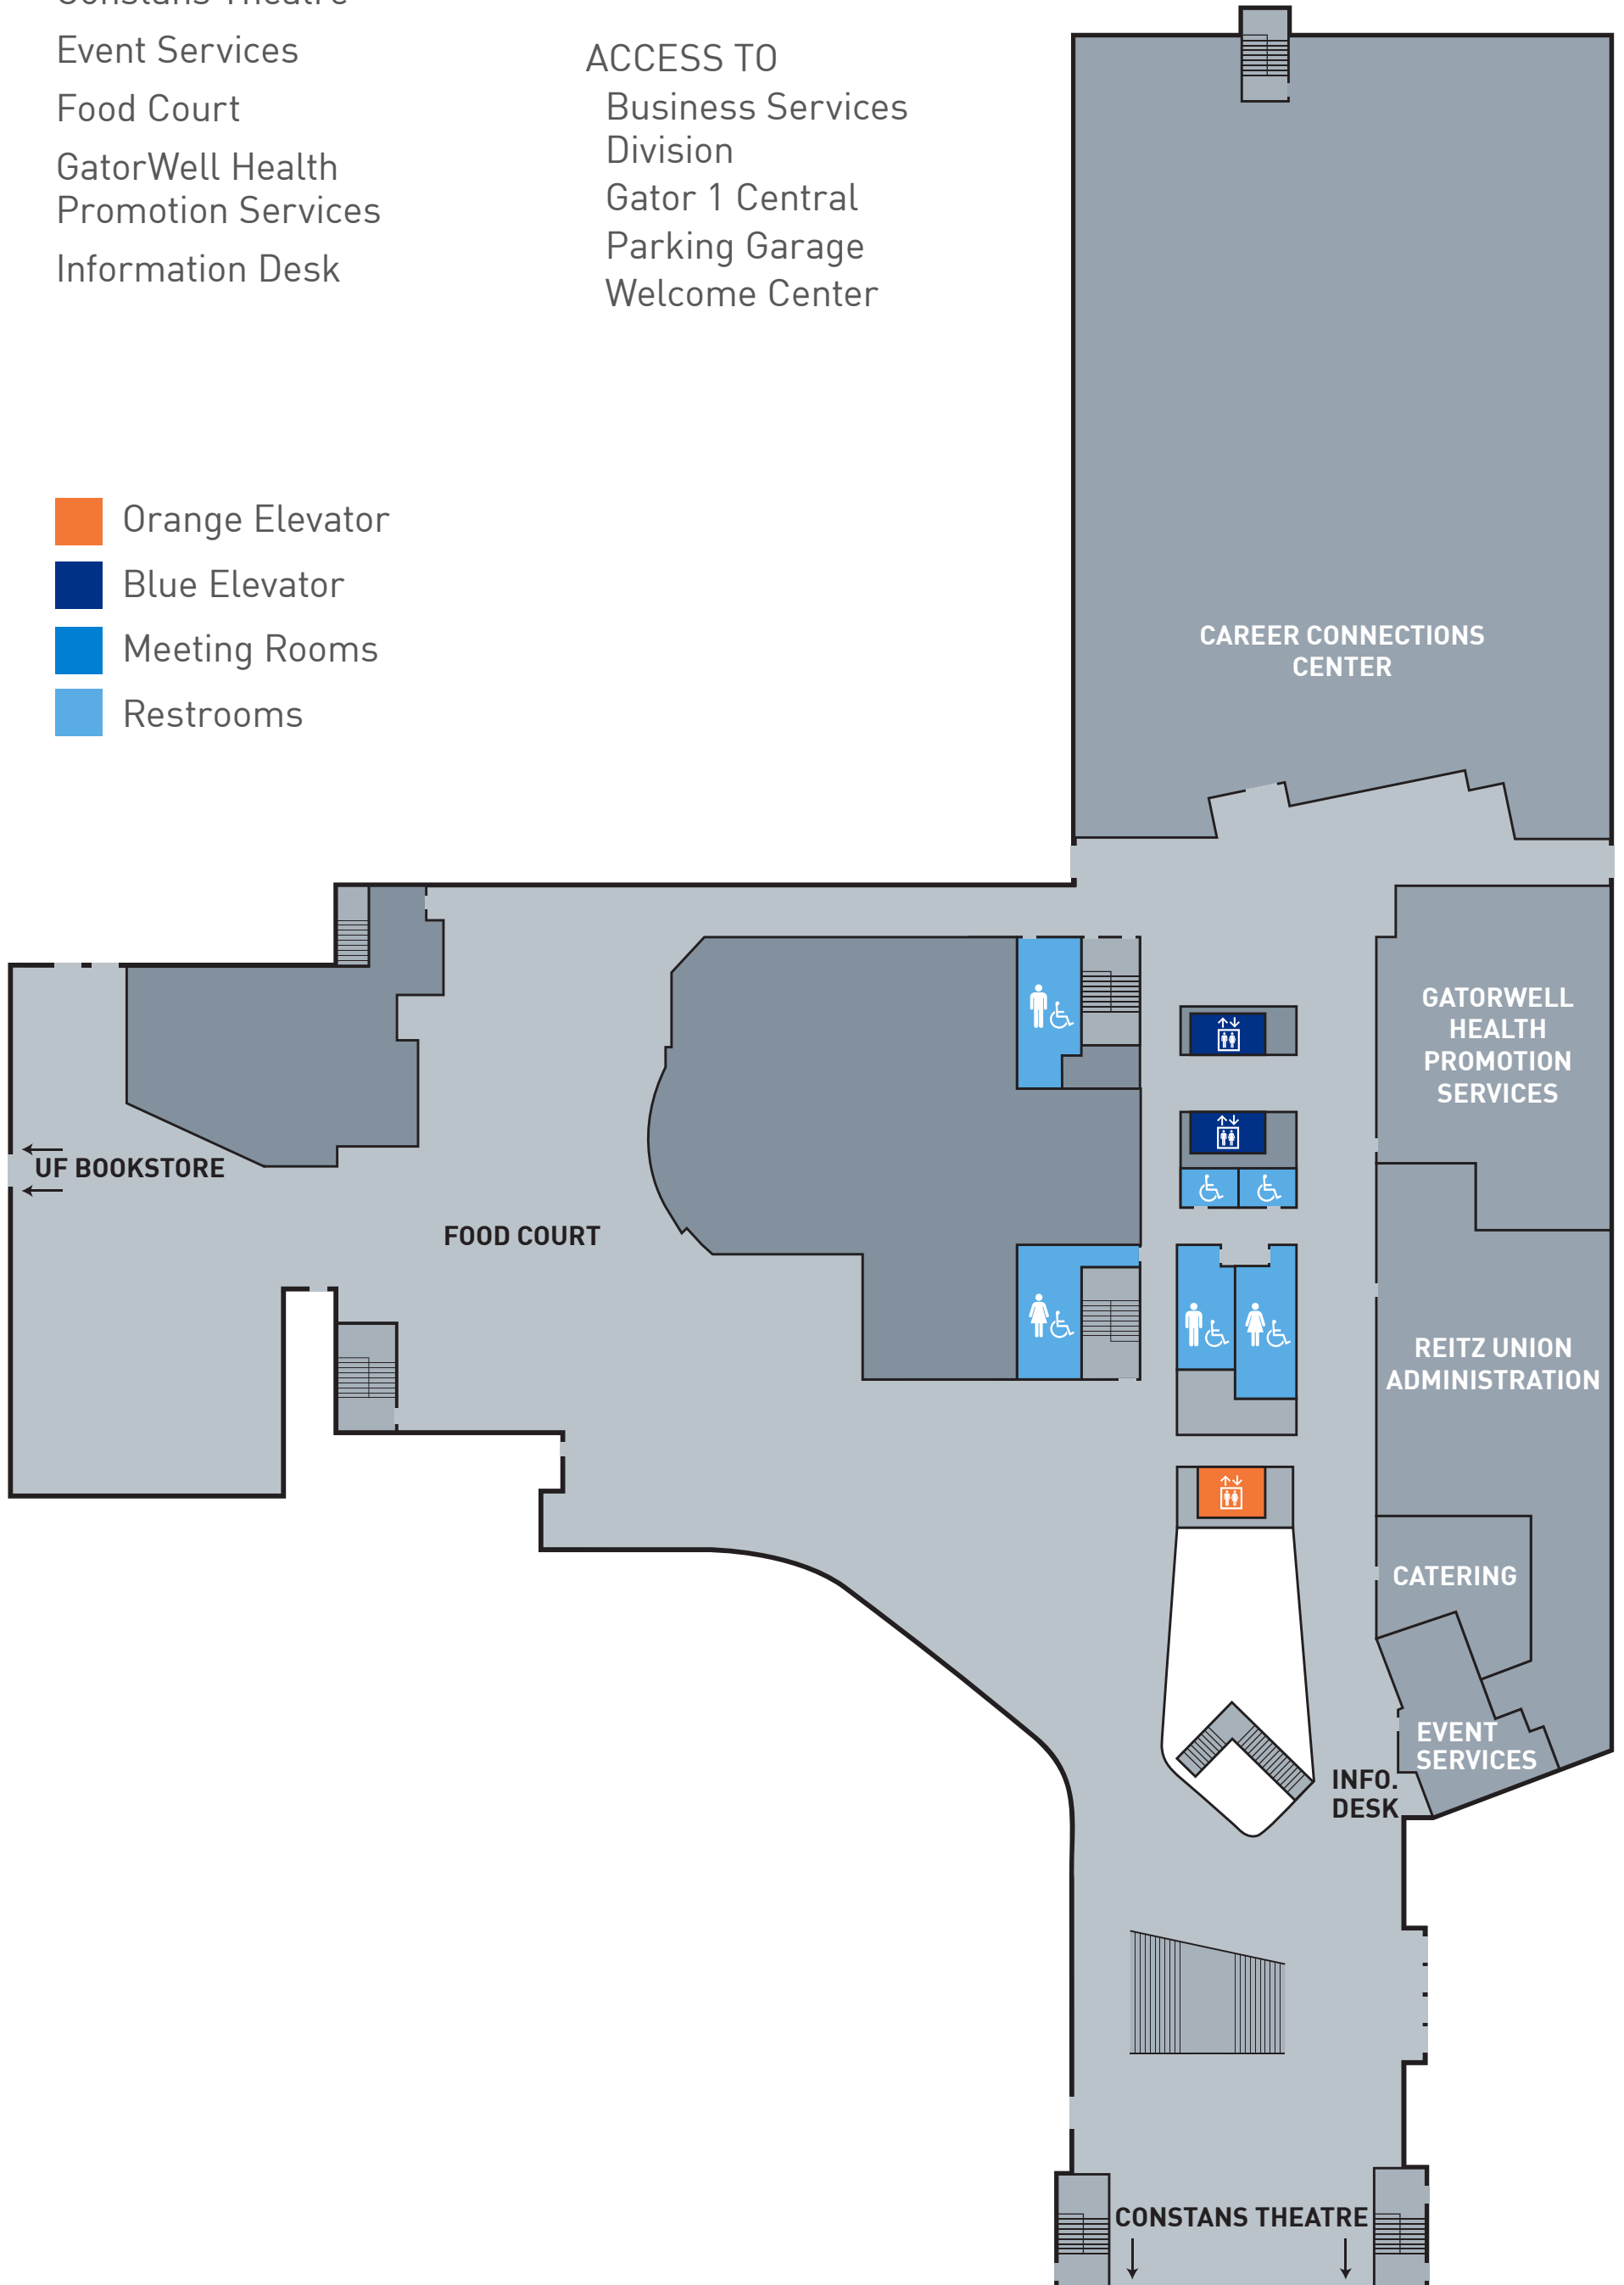 Constans Theatre
Event Services
Food Court
GatorWell Health
Promotion Services
Information Desk
ACCESS TO
Business Services
Division
Gator 1 Central
Parking Garage
Welcome Center
Orange Elevator
Blue Elevator
Meeting Rooms
Restrooms
CAREER CONNECTIONS
CENTER
GATORWELL
HEALTH
PROMOTION
SERVICES
UF BOOKSTORE
FOOD COURT
REITZ UNION
ADMINISTRATION
CATERING
EVENT
SERVICES
INFO.
DESK
CONSTANS THEATRE